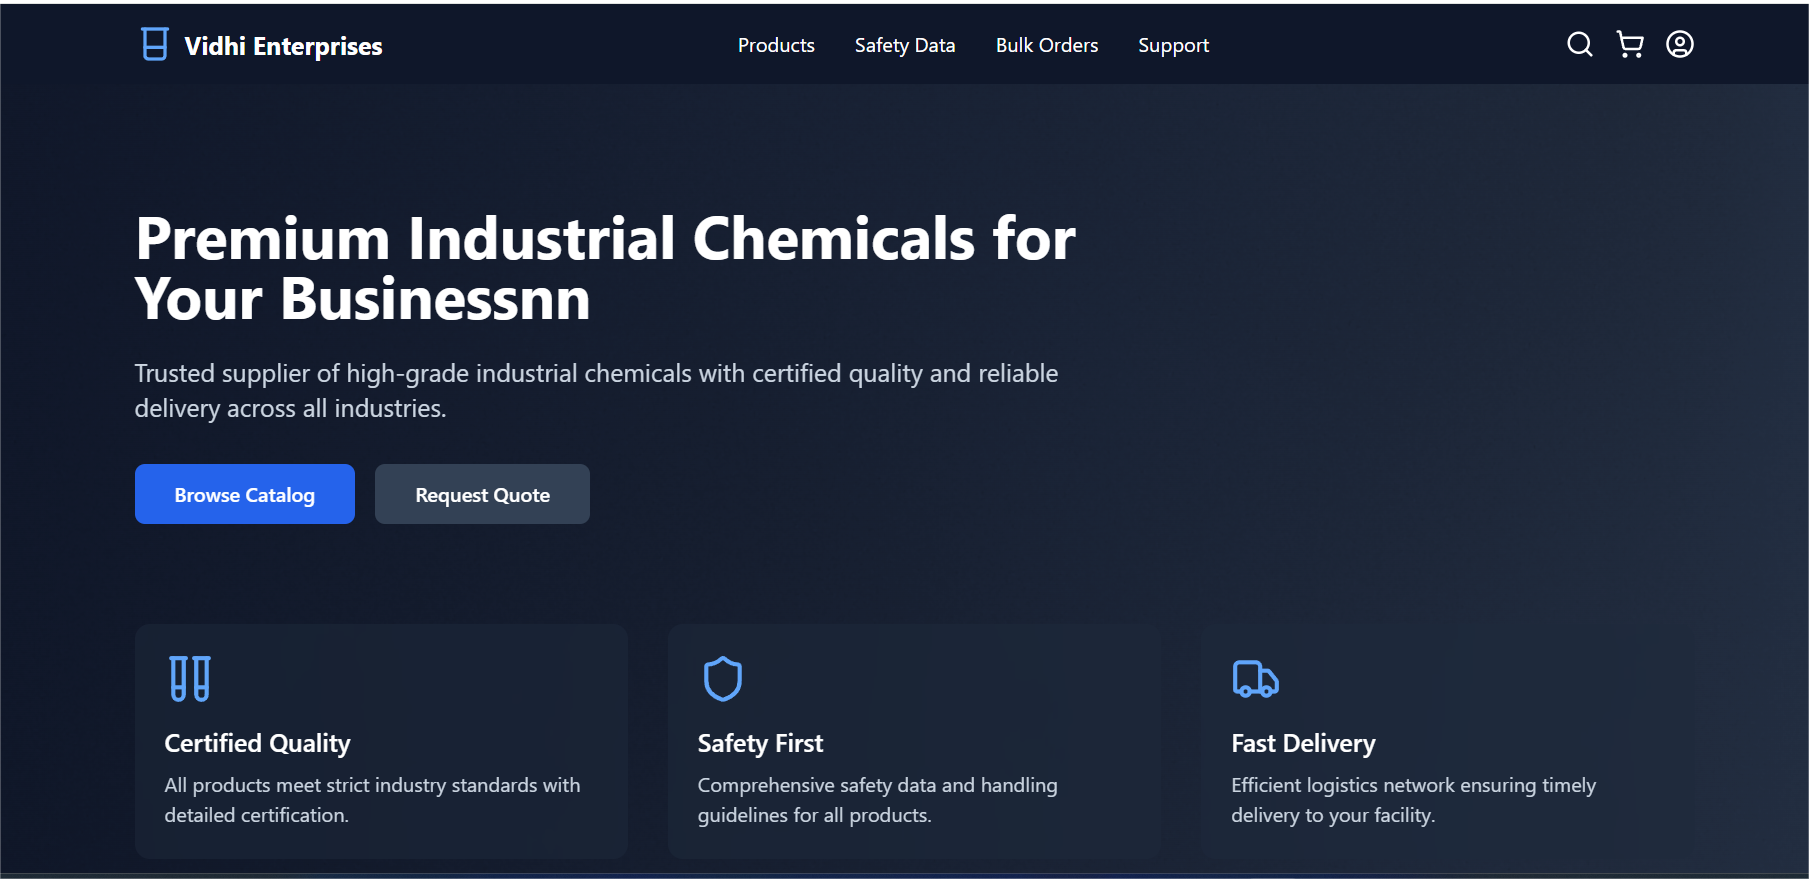 Vidhi Enterprises
Products
Safety Data
Bulk Orders
Support
Premium Industrial Chemicals for
Your Businessnn
Trusted supplier of high-grade industrial chemicals with certified quality and reliable
delivery across all industries.
Browse Catalog
Request Quote
Certified Quality
All products meet strict industry standards with
detailed certification.
Safety First
Comprehensive safety data and handling
guidelines for all products.
Fast Delivery
Efficient logistics network ensuring timely
delivery to your facility.